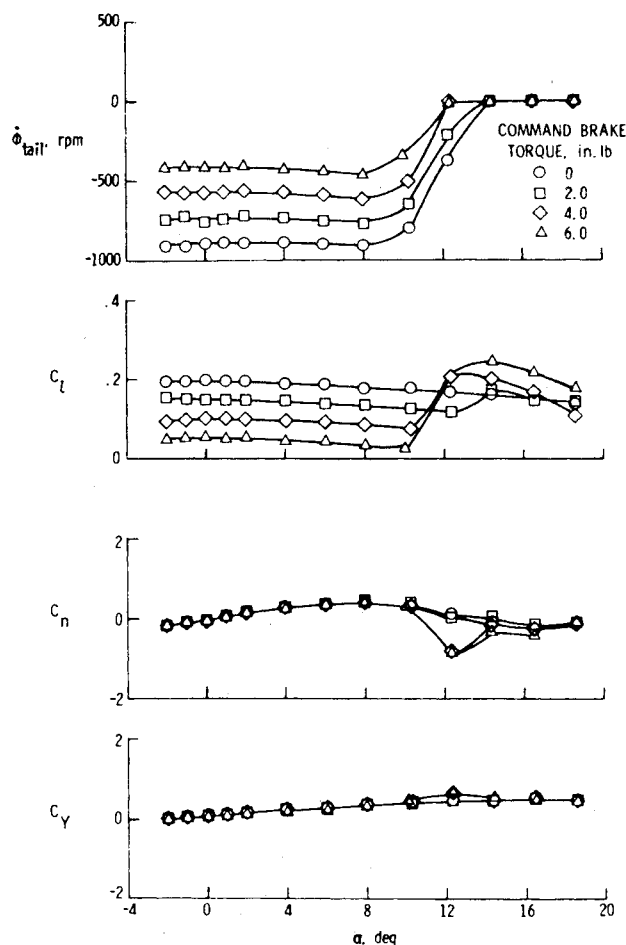 500
0
-500
-1000
Φ̇tail, rpm
COMMAND BRAKE
TORQUE, in. lb
0
2.0
4.0
6.0
.4
.2
0
Cl
2
0
-2
Cn
2
0
-2
CY
-4 0 4 8 12 16 20
α, deg